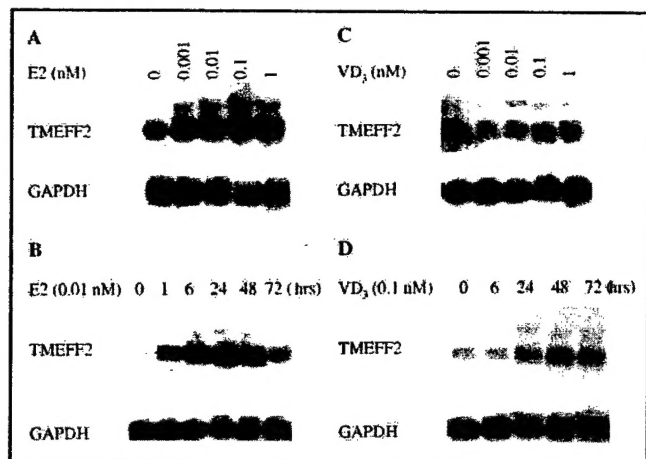 A
E2 (nM) 0 0.001 0.01 0.1 1
TMEFF2
GAPDH
B
E2 (0.01 nM) 0 1 6 24 48 72 (hrs)
TMEFF2
GAPDH
C
VD₃ (nM) 0 0.001 0.01 0.1 1
TMEFF2
GAPDH
D
VD₃ (0.1 nM) 0 6 24 48 72 (hrs)
TMEFF2
GAPDH